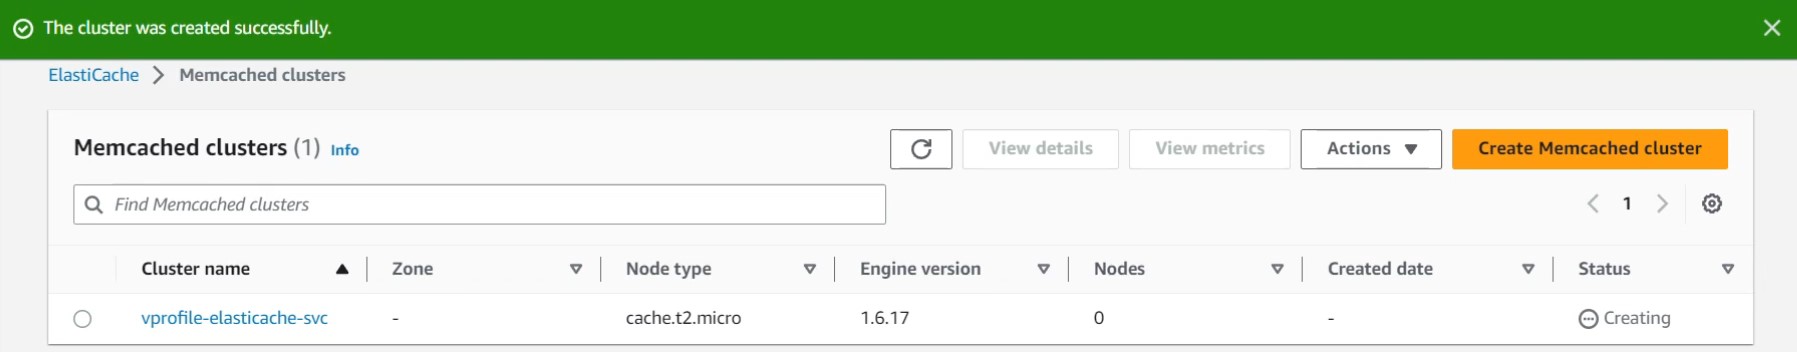 The cluster was created successfully.
ElastiCache > Memcached clusters
Memcached clusters (1) Info View details View metrics Actions Create Memcached cluster
Find Memcached clusters 1
Cluster name Zone Node type Engine version Nodes Created date Status
vprofile-elasticache-svc - cache.t2.micro 1.6.17 0 - Creating